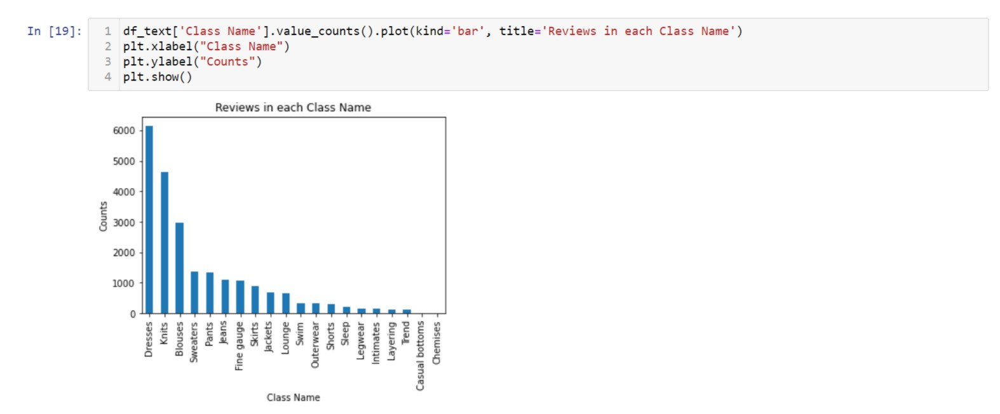 In [19]:
1 df_text['Class Name'].value_counts().plot(kind='bar', title='Reviews in each Class Name')
2 plt.xlabel("Class Name")
3 plt.ylabel("Counts")
4 plt.show()
Reviews in each Class Name
Counts
6000
5000
4000
3000
2000
1000
0
Dresses
Knits
Blouses
Sweaters
Pants
Jeans
Fine gauge
Skirts
Jackets
Lounge
Swim
Outerwear
Shorts
Sleep
Legwear
Intimates
Layering
Trend
Casual bottoms
Chemises
Class Name